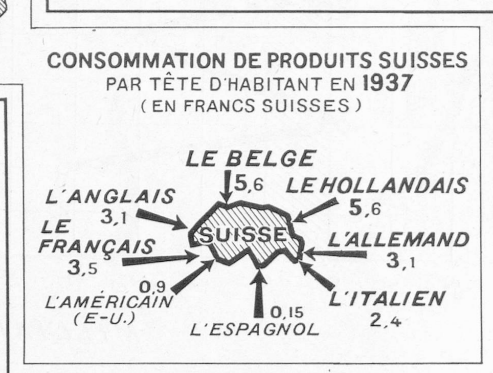 CONSOMMATION DE PRODUITS SUISSES
PAR TÊTE D'HABITANT EN 1937
(EN FRANCS SUISSES)
LE BELGE
5,6
LE HOLLANDAIS
5,6
L'ANGLAIS
3,1
LE
FRANÇAIS
3,5
SUISSE
L'ALLEMAND
3,1
0,9
L'AMÉRICAIN
(E-U.)
0,15
L'ESPAGNOL
L'ITALIEN
2,4